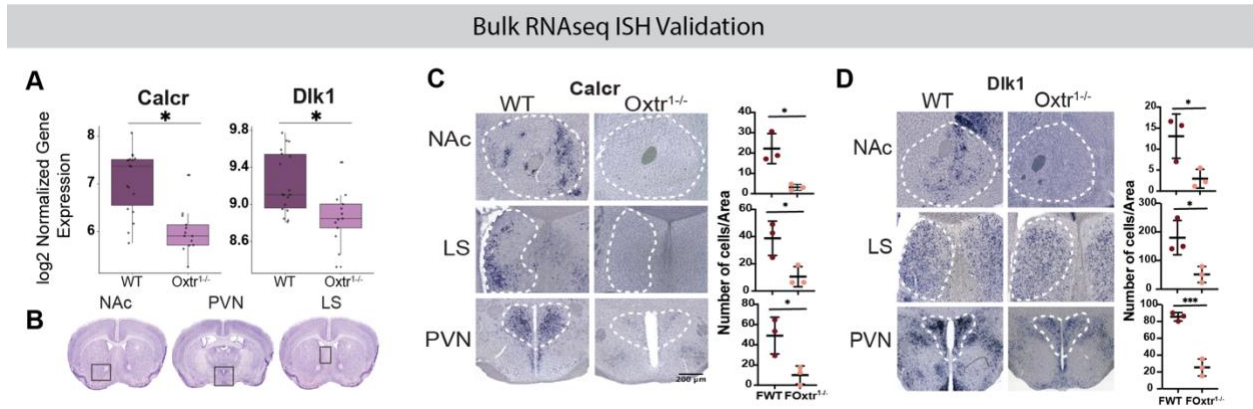 Bulk RNAseq ISH Validation
A
Calcr
*
Dlk1
*
log2 Normalized Gene
Expression
8
7
6
9.8
9.4
9.0
8.6
WT
Oxtr1-/-
WT
Oxtr1-/-
B
NAc
PVN
LS
C
Calcr
WT
Oxtr1-/-
NAc
LS
PVN
200 µm
Number of cells/Area
40
30
20
10
0
*
60
40
20
0
*
80
60
40
20
0
*
FWT FOxtr1-/-
D
Dlk1
WT
Oxtr1-/-
NAc
LS
PVN
Number of cells/Area
20
15
10
5
0
*
300
200
100
0
*
100
80
60
40
20
0
***
FWT FOxtr1-/-